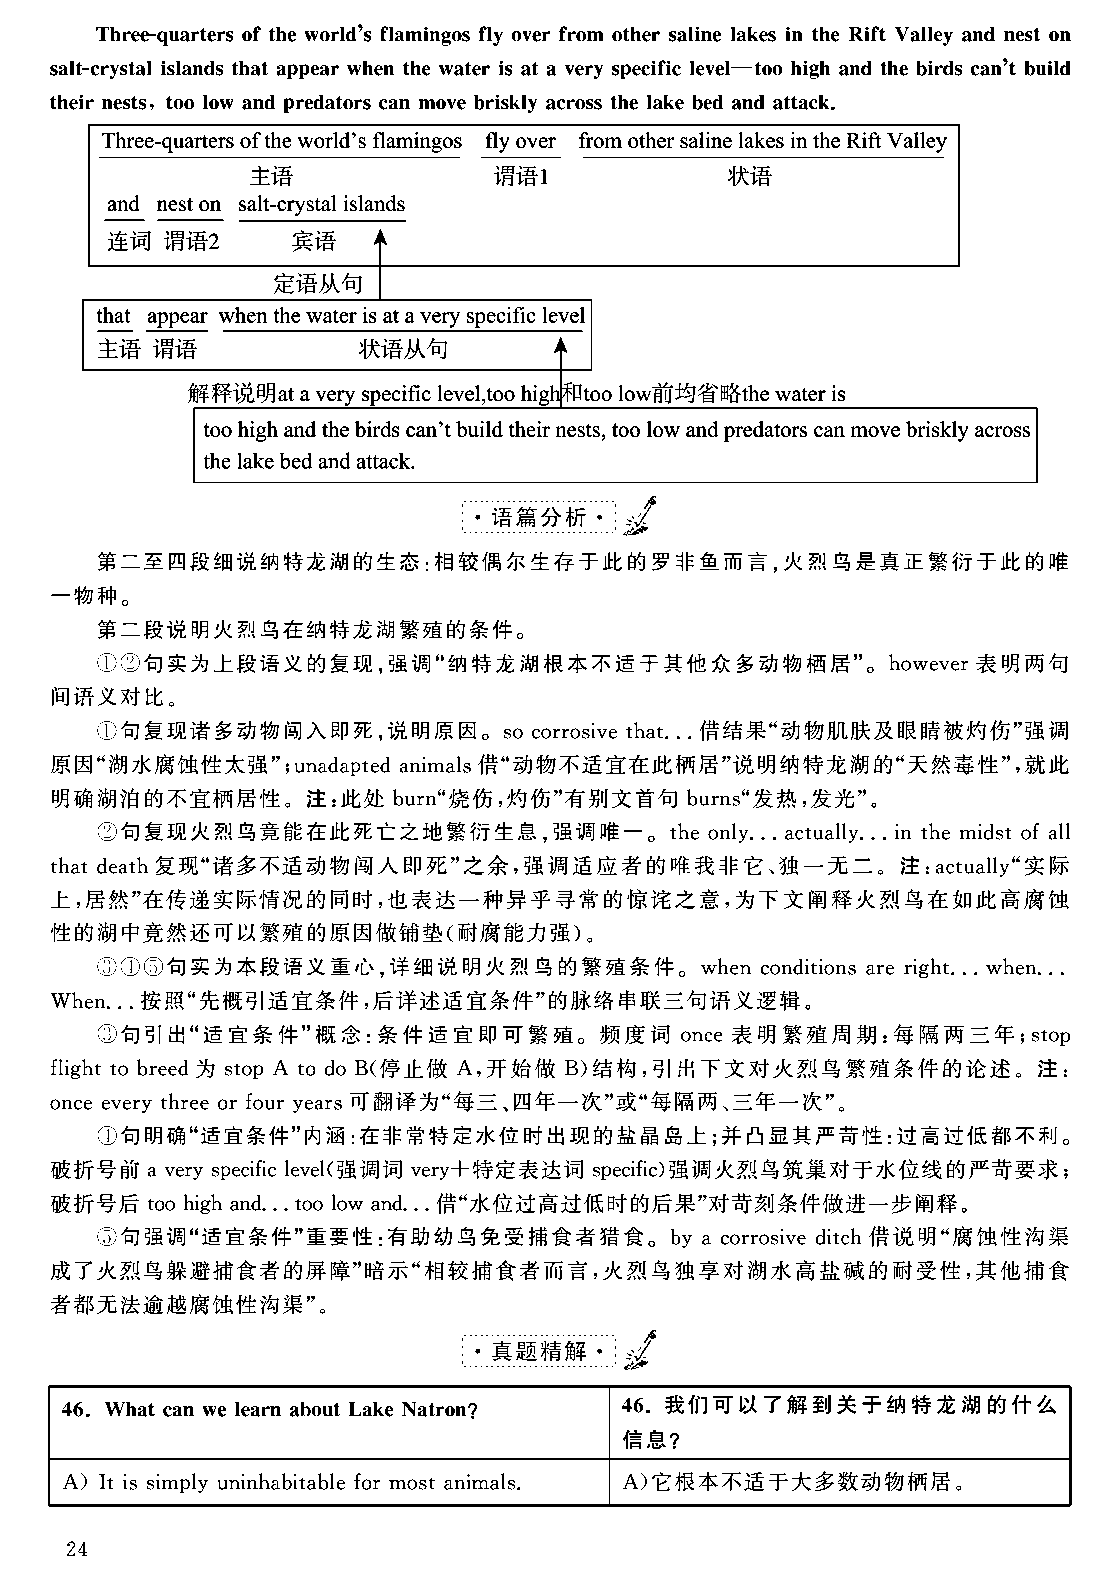 Three-quarters of the world's flamingos fly over from other saline lakes in the Rift Valley and nest on
salt-crystal islands that appear when the water is at a very specific level—too high and the birds can't build
their nests, too low and predators can move briskly across the lake bed and attack.
Three-quarters of the world's flamingos fly over from other saline lakes in the Rift Valley
主语 谓语1 状语
and nest on salt-crystal islands
连词 谓语2 宾语
定语从句
that appear when the water is at a very specific level
主语 谓语 状语从句
解释说明at a very specific level,too high和too low前均省略the water is
too high and the birds can't build their nests, too low and predators can move briskly across
the lake bed and attack.
·语篇分析·
第二至四段细说纳特龙湖的生态:相较偶尔生存于此的罗非鱼而言,火烈鸟是真正繁衍于此的唯
一物种。
第二段说明火烈鸟在纳特龙湖繁殖的条件。
①②句实为上段语义的复现,强调“纳特龙湖根本不适于其他众多动物栖居”。however 表明两句
间语义对比。
①句复现诸多动物闯入即死,说明原因。so corrosive that...借结果“动物肌肤及眼睛被灼伤”强调
原因“湖水腐蚀性太强”;unadapted animals 借“动物不适宜在此栖居”说明纳特龙湖的“天然毒性”,就此
明确湖泊的不宜栖居性。注:此处 burn“烧伤,灼伤”有别文首句 burns“发热,发光”。
②句复现火烈鸟竟能在此死亡之地繁衍生息,强调唯一。the only...actually...in the midst of all
that death 复现“诸多不适动物闯入即死”之余,强调适应者的唯我非它、独一无二。注:actually“实际
上,居然”在传递实际情况的同时,也表达一种异乎寻常的惊诧之意,为下文阐释火烈鸟在如此高腐蚀
性的湖中竟然还可以繁殖的原因做铺垫(耐腐能力强)。
③④⑤句实为本段语义重心,详细说明火烈鸟的繁殖条件。when conditions are right...when...
When...按照“先概引适宜条件,后详述适宜条件”的脉络串联三句语义逻辑。
③句引出“适宜条件”概念:条件适宜即可繁殖。频度词 once 表明繁殖周期:每隔两三年;stop
flight to breed 为 stop A to do B(停止做 A,开始做 B)结构,引出下文对火烈鸟繁殖条件的论述。注:
once every three or four years 可翻译为“每三、四年一次”或“每隔两、三年一次”。
④句明确“适宜条件”内涵:在非常特定水位时出现的盐晶岛上;并凸显其严苛性:过高过低都不利。
破折号前 a very specific level(强调词 very+特定表达词 specific)强调火烈鸟筑巢对于水位线的严苛要求;
破折号后 too high and...too low and...借“水位过高过低时的后果”对苛刻条件做进一步阐释。
⑤句强调“适宜条件”重要性:有助幼鸟免受捕食者猎食。by a corrosive ditch 借说明“腐蚀性沟渠
成了火烈鸟躲避捕食者的屏障”暗示“相较捕食者而言,火烈鸟独享对湖水高盐碱的耐受性,其他捕食
者都无法逾越腐蚀性沟渠”。
·真题精解·
46. What can we learn about Lake Natron? 46. 我们可以了解到关于纳特龙湖的什么
信息?
A) It is simply uninhabitable for most animals. A)它根本不适于大多数动物栖居。
24